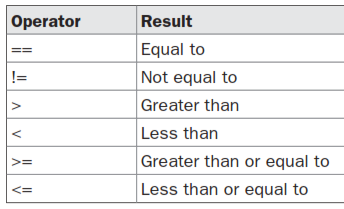 Operator Result
== Equal to
!= Not equal to
> Greater than
< Less than
>= Greater than or equal to
<= Less than or equal to